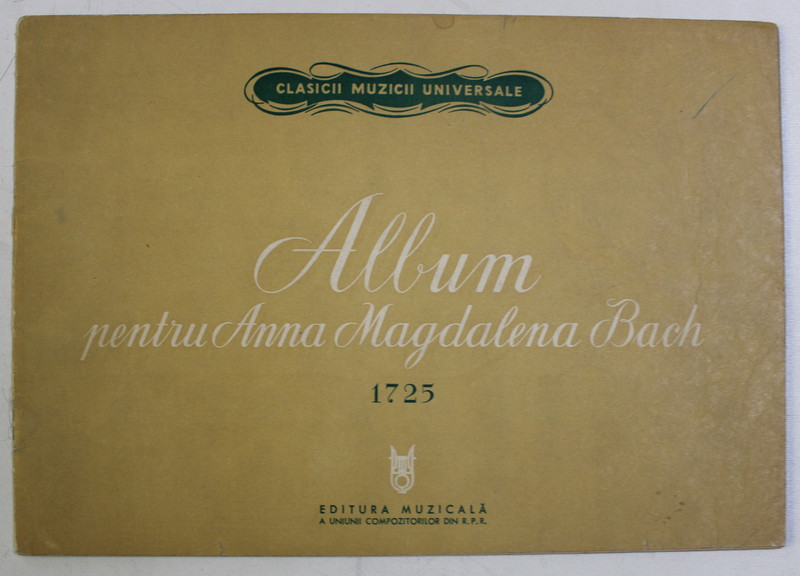 CLASICII MUZICII UNIVERSALE
Album
pentru Anna Magdalena Bach
1725
EDITURA MUZICALĂ
A UNIUNII COMPOZITORILOR DIN R.P.R.